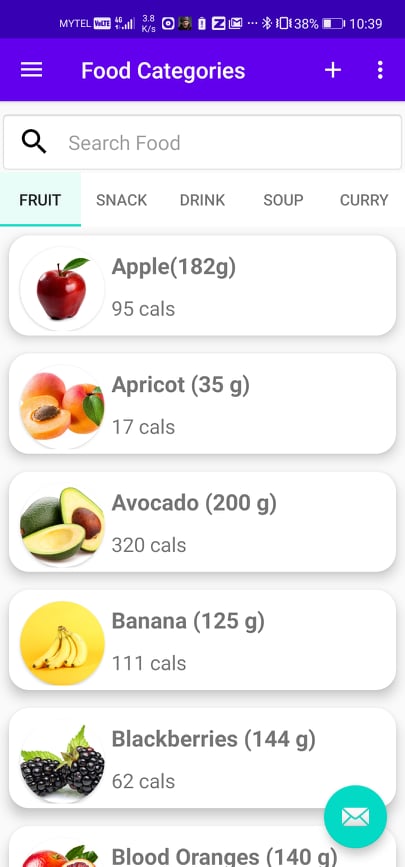 MYTEL VoLTE 4G 3.8 K/s Z ... 38% 10:39
Food Categories
Search Food
FRUIT SNACK DRINK SOUP CURRY
Apple(182g)
95 cals
Apricot (35 g)
17 cals
Avocado (200 g)
320 cals
Banana (125 g)
111 cals
Blackberries (144 g)
62 cals
Blood Oranges (140 g)